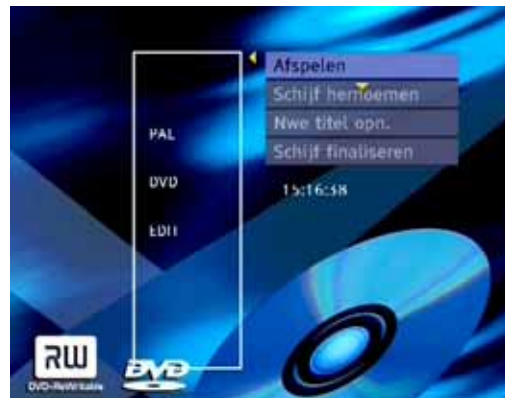 Afspelen
Schijf hernoemen
Nwe titel opn.
Schijf finaliseren
PAL
DVD
EDIT
15:16:38
RW
DVD-ReWritable
DVD